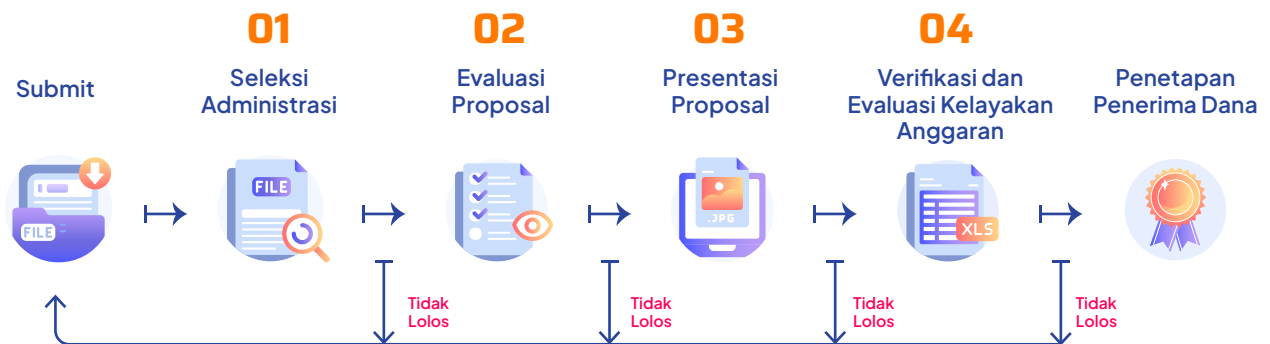 01
02
03
04
Submit
Seleksi
Administrasi
Evaluasi
Proposal
Presentasi
Proposal
Verifikasi dan
Evaluasi Kelayakan
Anggaran
Penetapan
Penerima Dana
FILE
FILE
.JPG
XLS
Tidak
Lolos
Tidak
Lolos
Tidak
Lolos
Tidak
Lolos